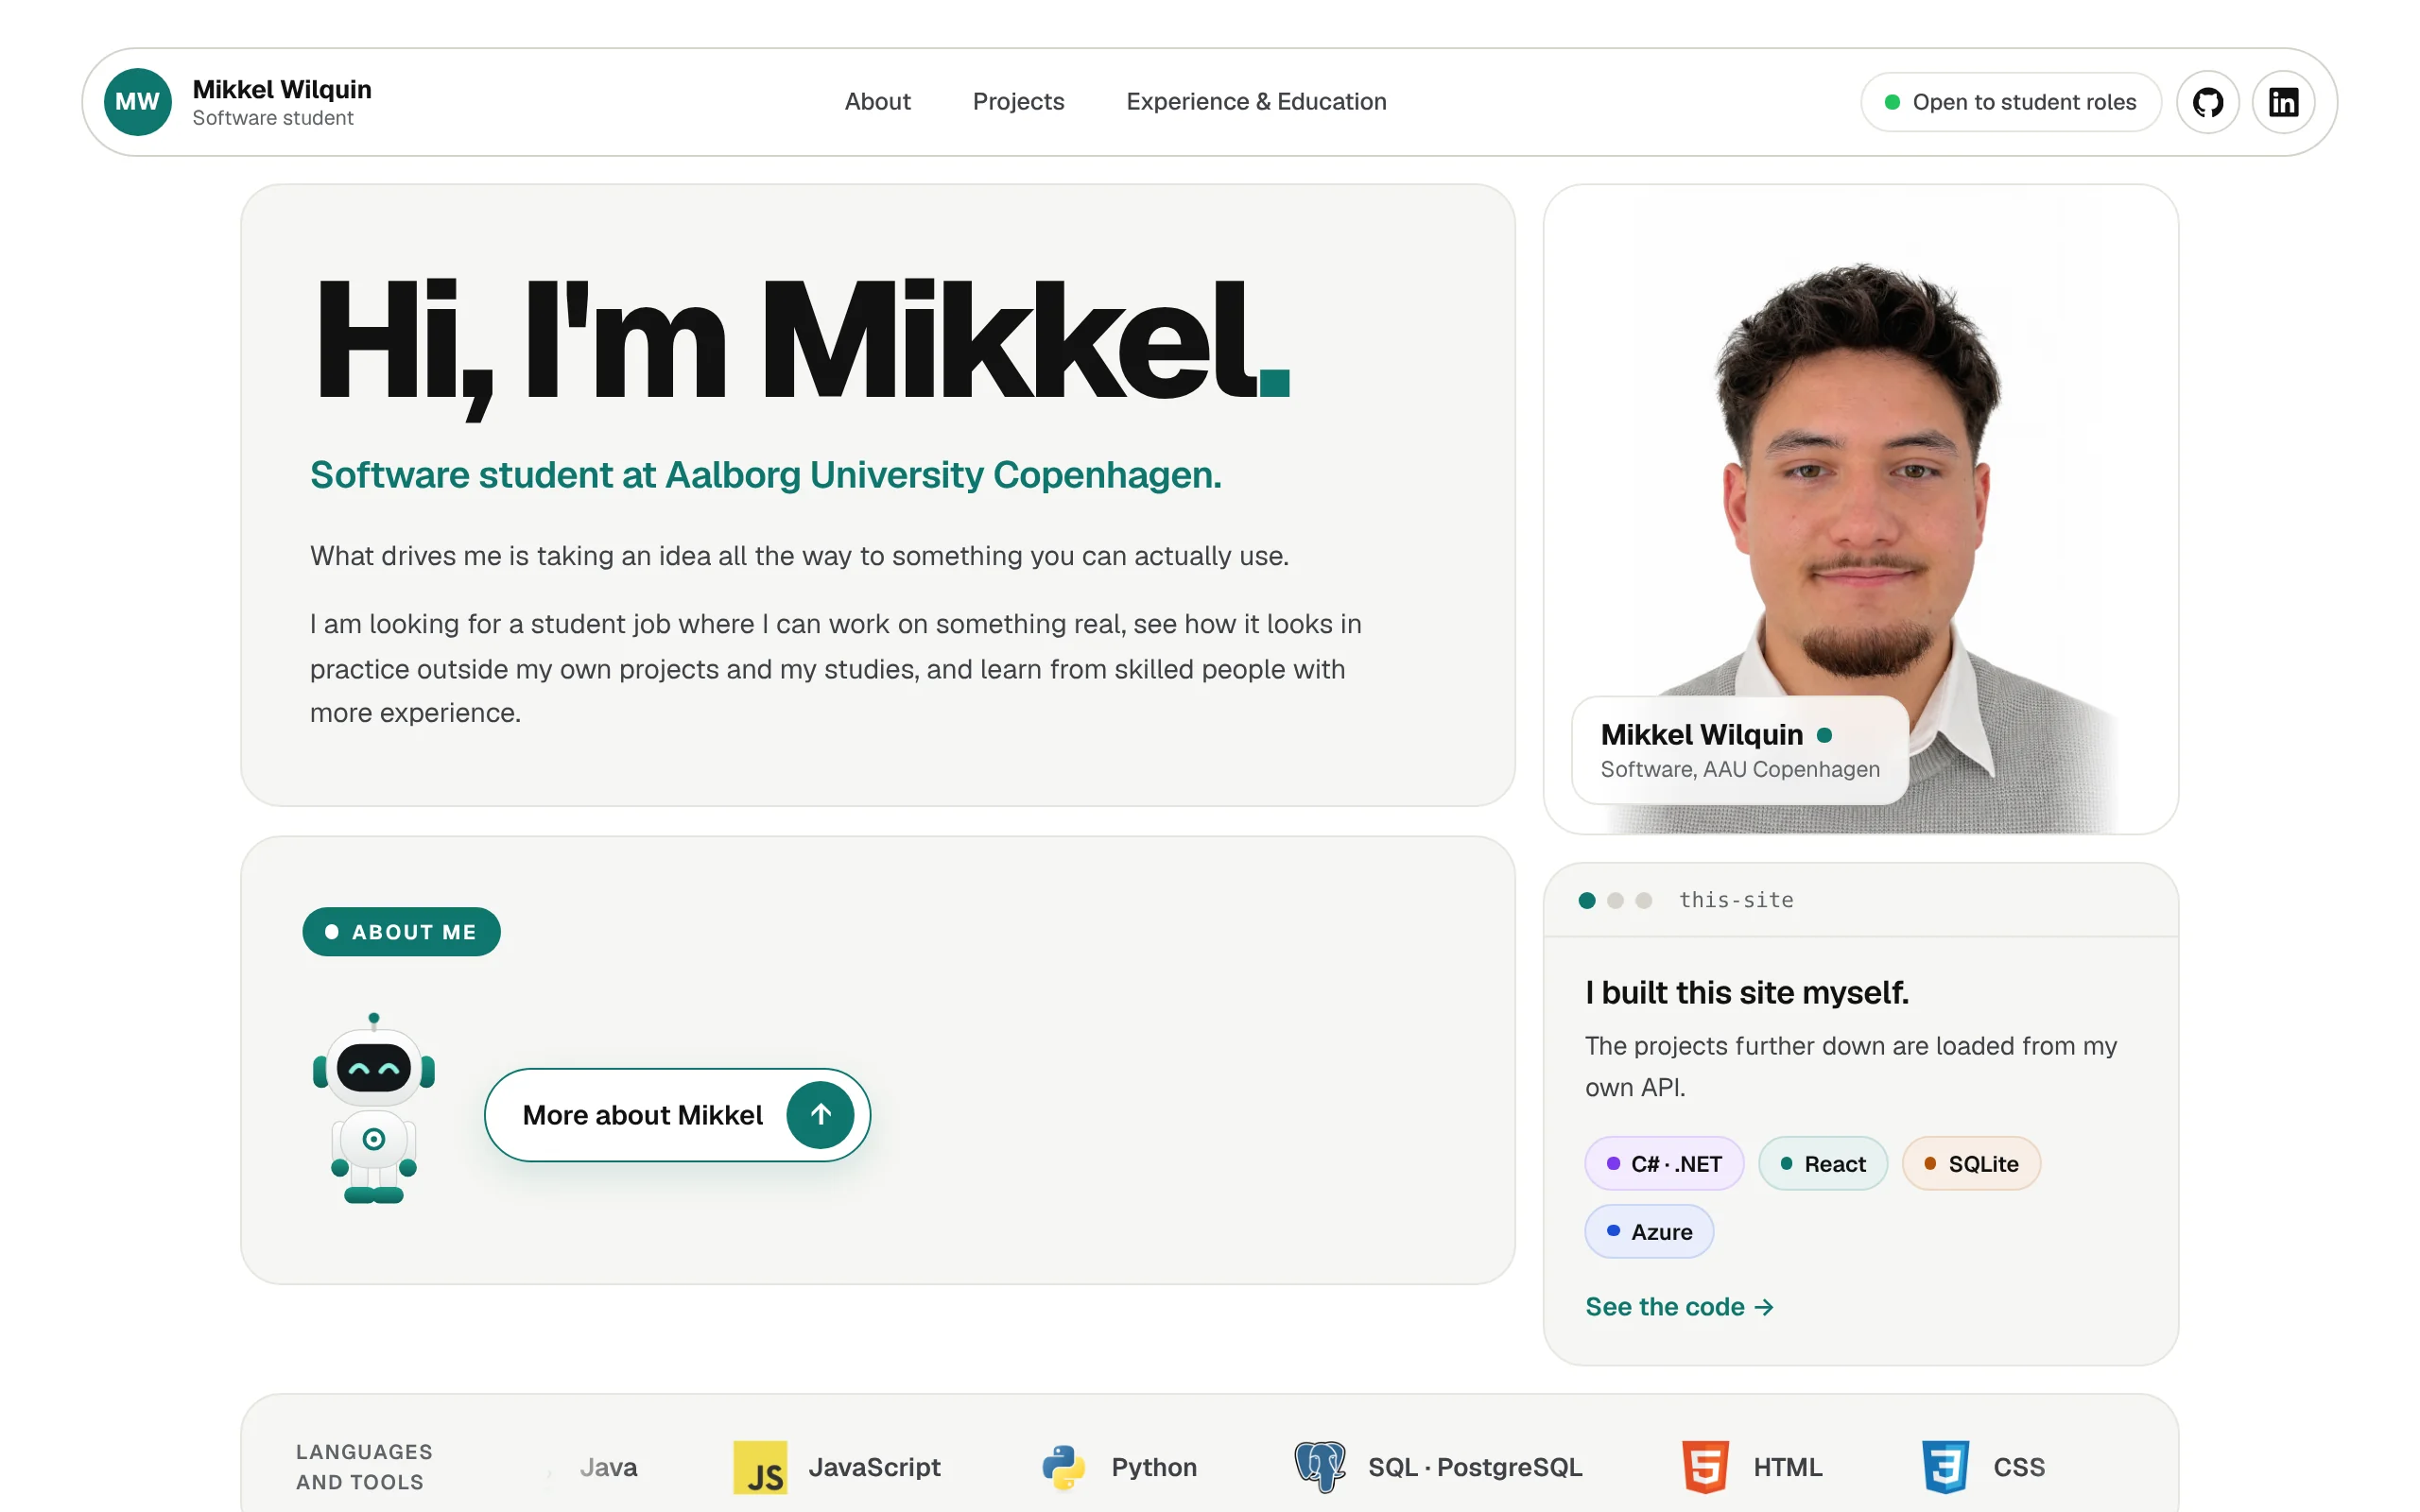 MW
Mikkel Wilquin
Software student
About
Projects
Experience & Education
Open to student roles
in
Hi, I'm Mikkel.
Software student at Aalborg University Copenhagen.
What drives me is taking an idea all the way to something you can actually use.
I am looking for a student job where I can work on something real, see how it looks in
practice outside my own projects and my studies, and learn from skilled people with
more experience.
Mikkel Wilquin
Software, AAU Copenhagen
ABOUT ME
More about Mikkel
this-site
I built this site myself.
The projects further down are loaded from my
own API.
C# · .NET
React
SQLite
Azure
See the code →
LANGUAGES
AND TOOLS
Java
JS
JavaScript
Python
SQL · PostgreSQL
5
HTML
3
CSS